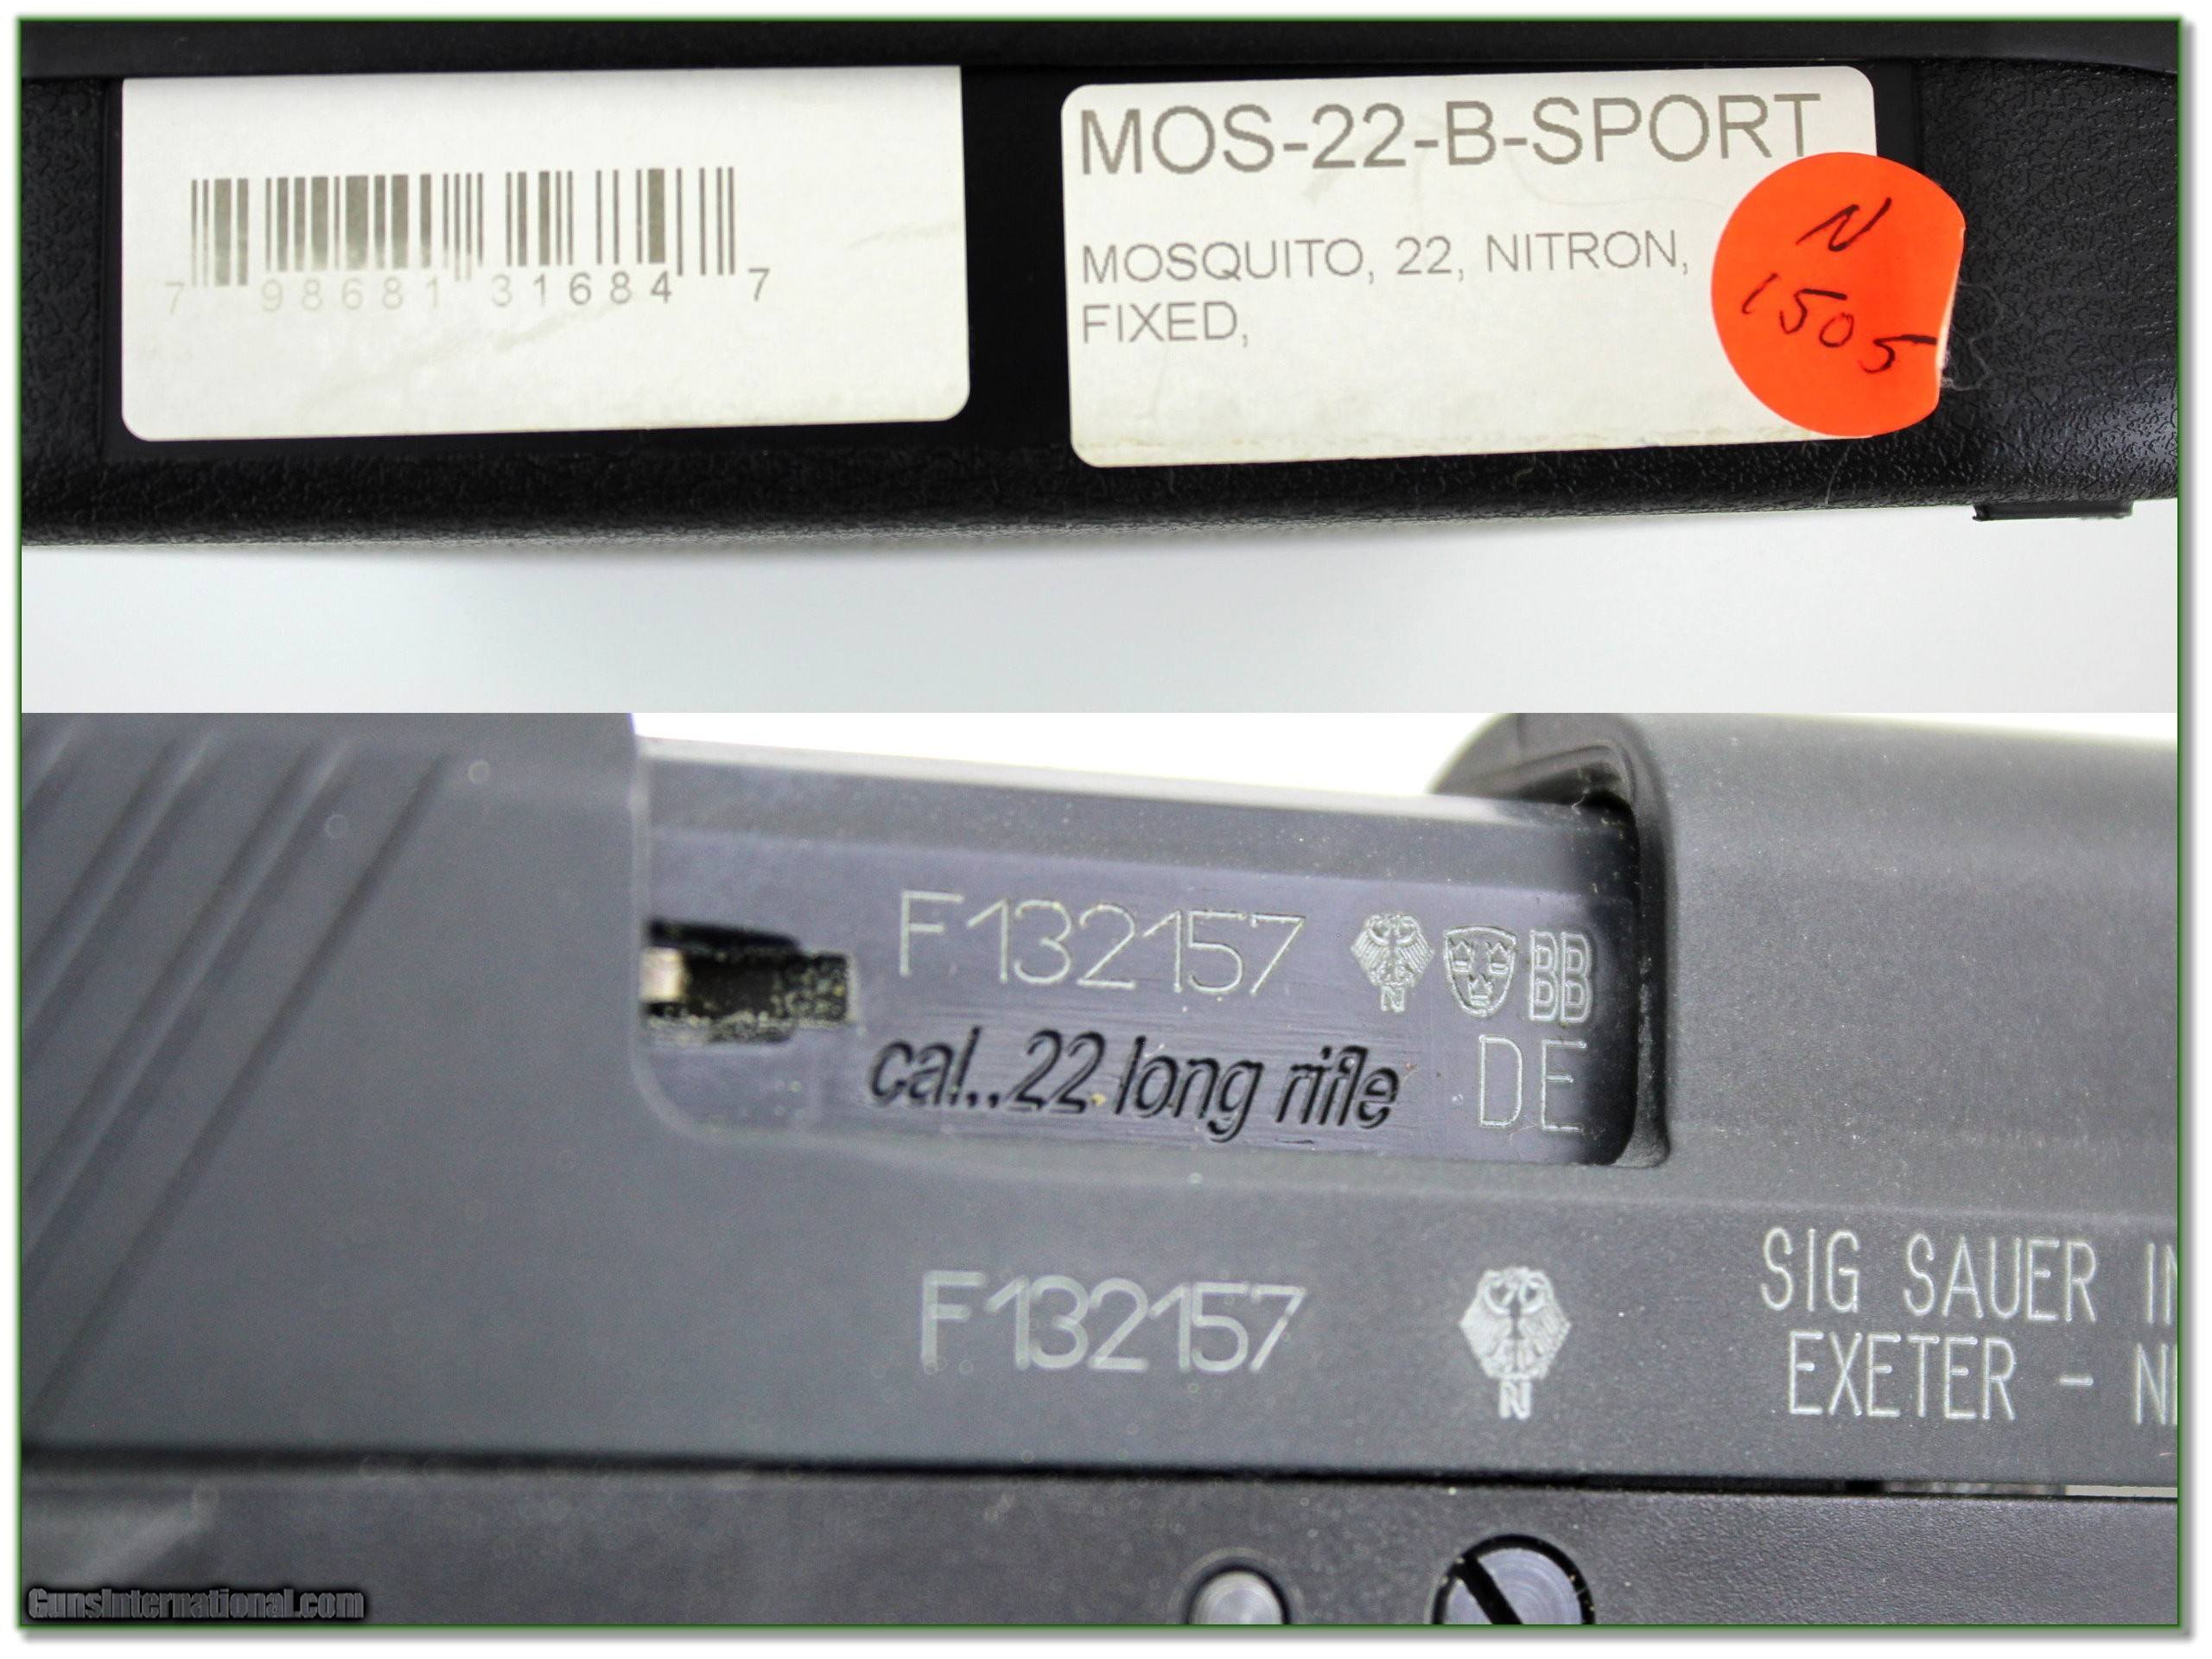 MOS-22-B-SPORT
MOSQUITO, 22, NITRON,
FIXED,
N
1505
7 98681 31684 7
F132157
N
BB
cal..22 long rifle
DE
F132157
N
SIG SAUER IN
EXETER - N
GunsInternational.com